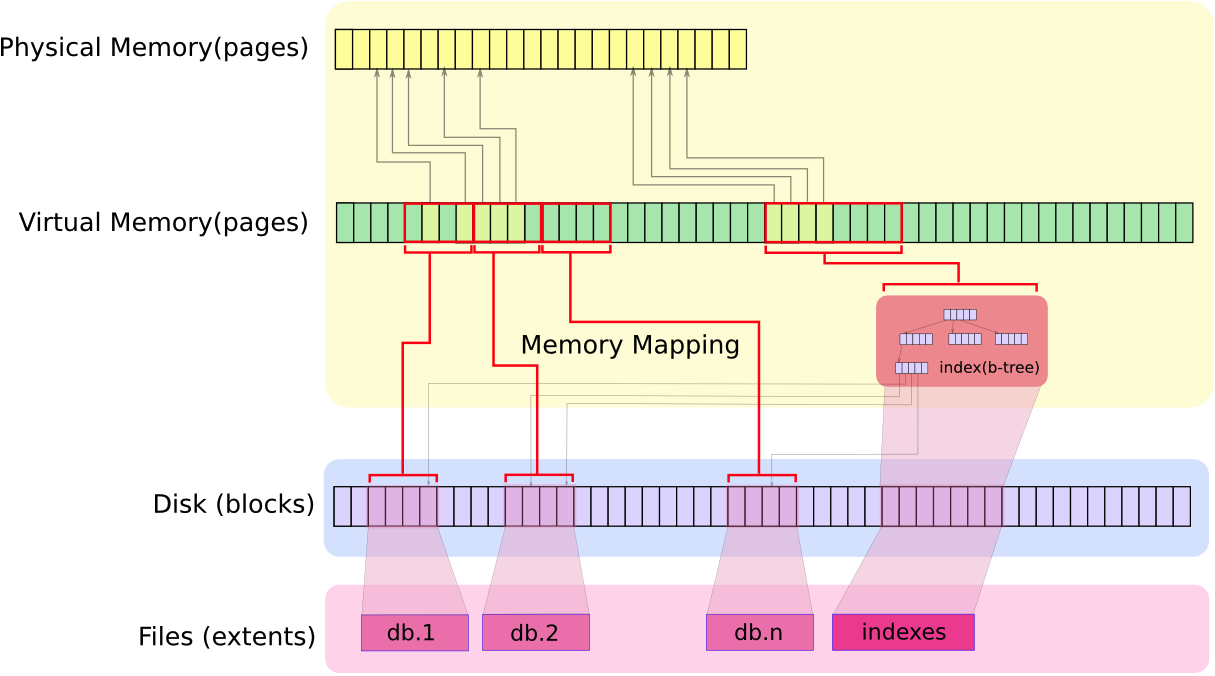 Physical Memory(pages)
Virtual Memory(pages)
Memory Mapping
index(b-tree)
Disk (blocks)
Files (extents)
db.1
db.2
db.n
indexes